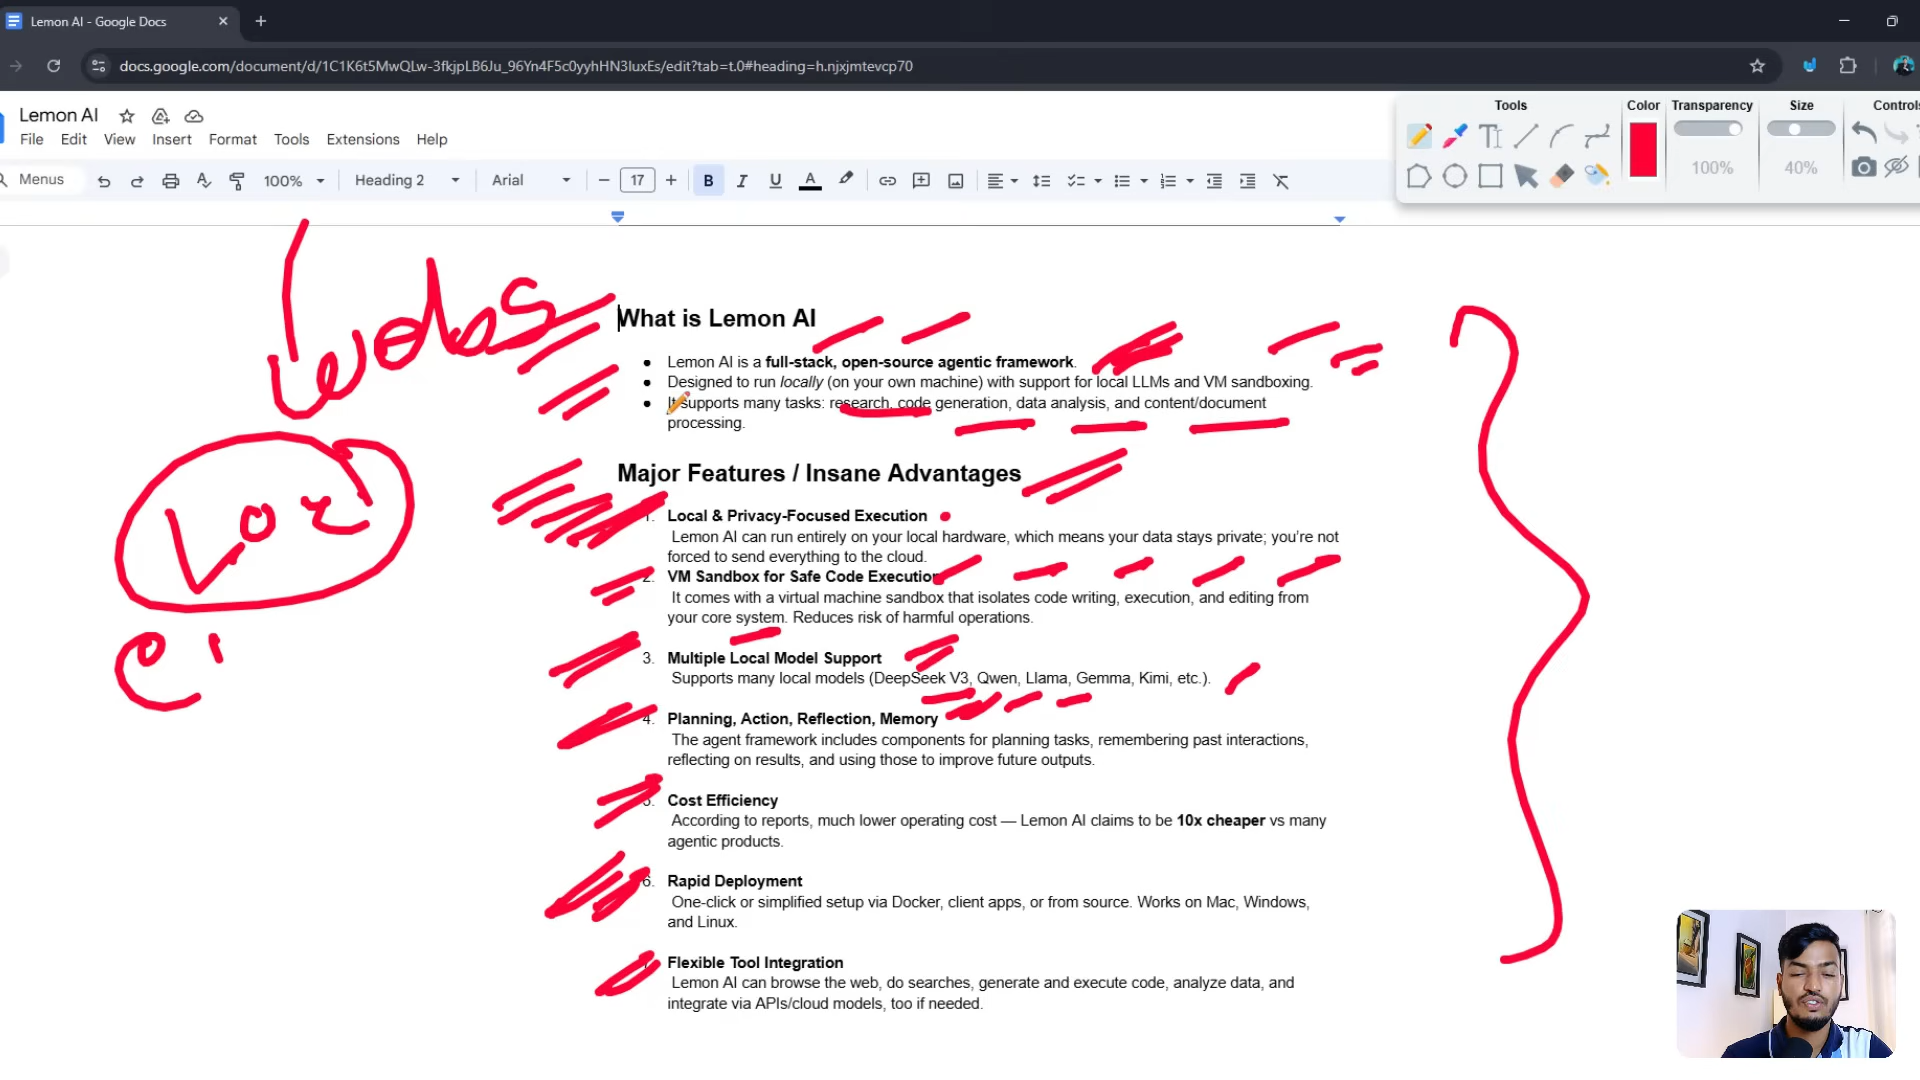 Lemon AI - Google Docs
docs.google.com/document/d/1C1K6t5MwQLw-3fkjpLB6Ju_96Yn4F5c0yyhHN3luxEs/edit?tab=t.0#heading=h.njxjmtevcp70
Lemon AI
File Edit View Insert Format Tools Extensions Help
Menus 100% Heading 2 Arial 17 B I U A
Tools Color Transparency Size Controls
100% 40%
What is Lemon AI
Lemon AI is a full-stack, open-source agentic framework.
Designed to run locally (on your own machine) with support for local LLMs and VM sandboxing.
It supports many tasks: research, code generation, data analysis, and content/document
processing.
Major Features / Insane Advantages
1. Local & Privacy-Focused Execution
Lemon AI can run entirely on your local hardware, which means your data stays private; you're not
forced to send everything to the cloud.
2. VM Sandbox for Safe Code Execution
It comes with a virtual machine sandbox that isolates code writing, execution, and editing from
your core system. Reduces risk of harmful operations.
3. Multiple Local Model Support
Supports many local models (DeepSeek V3, Qwen, Llama, Gemma, Kimi, etc.).
4. Planning, Action, Reflection, Memory
The agent framework includes components for planning tasks, remembering past interactions,
reflecting on results, and using those to improve future outputs.
5. Cost Efficiency
According to reports, much lower operating cost — Lemon AI claims to be 10x cheaper vs many
agentic products.
6. Rapid Deployment
One-click or simplified setup via Docker, client apps, or from source. Works on Mac, Windows,
and Linux.
Flexible Tool Integration
Lemon AI can browse the web, do searches, generate and execute code, analyze data, and
integrate via APIs/cloud models, too if needed.